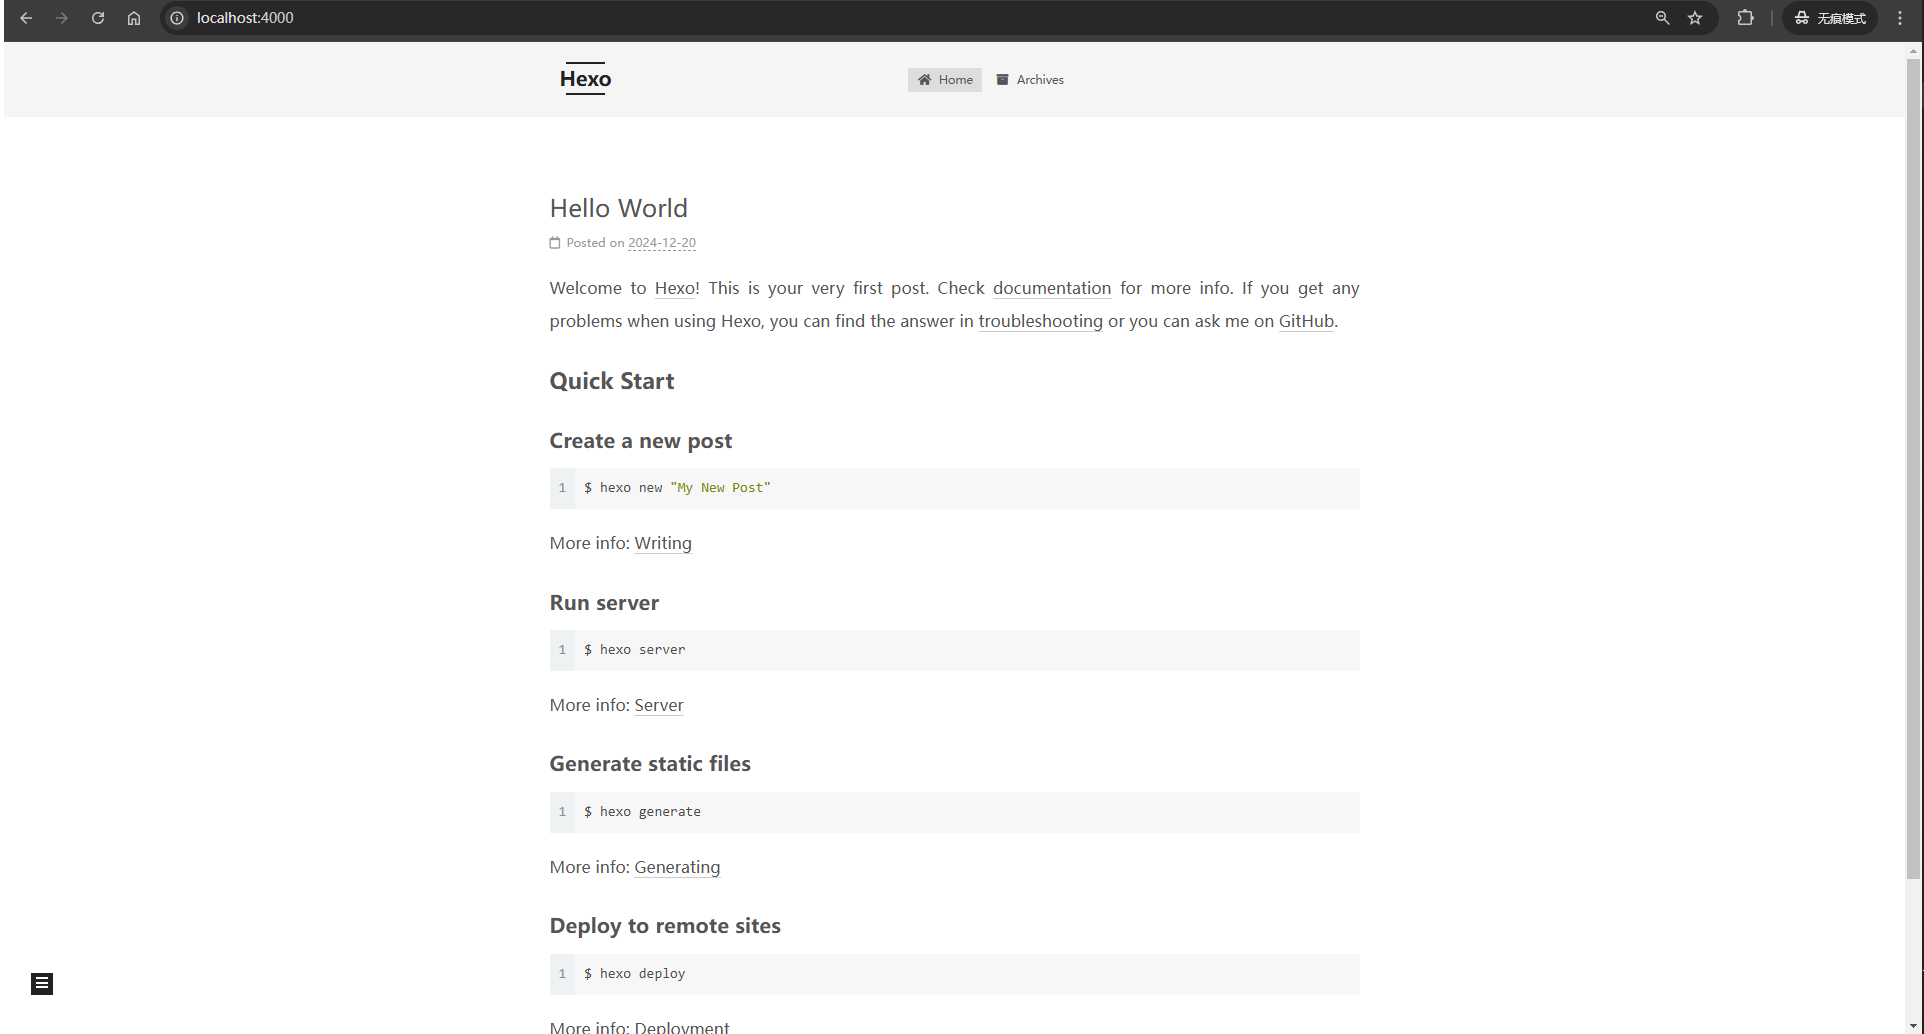 localhost:4000
无痕模式
Hexo
Home
Archives
Hello World
Posted on 2024-12-20
Welcome to Hexo! This is your very first post. Check documentation for more info. If you get any
problems when using Hexo, you can find the answer in troubleshooting or you can ask me on GitHub.
Quick Start
Create a new post
1 $ hexo new "My New Post"
More info: Writing
Run server
1 $ hexo server
More info: Server
Generate static files
1 $ hexo generate
More info: Generating
Deploy to remote sites
1 $ hexo deploy
More info: Deployment